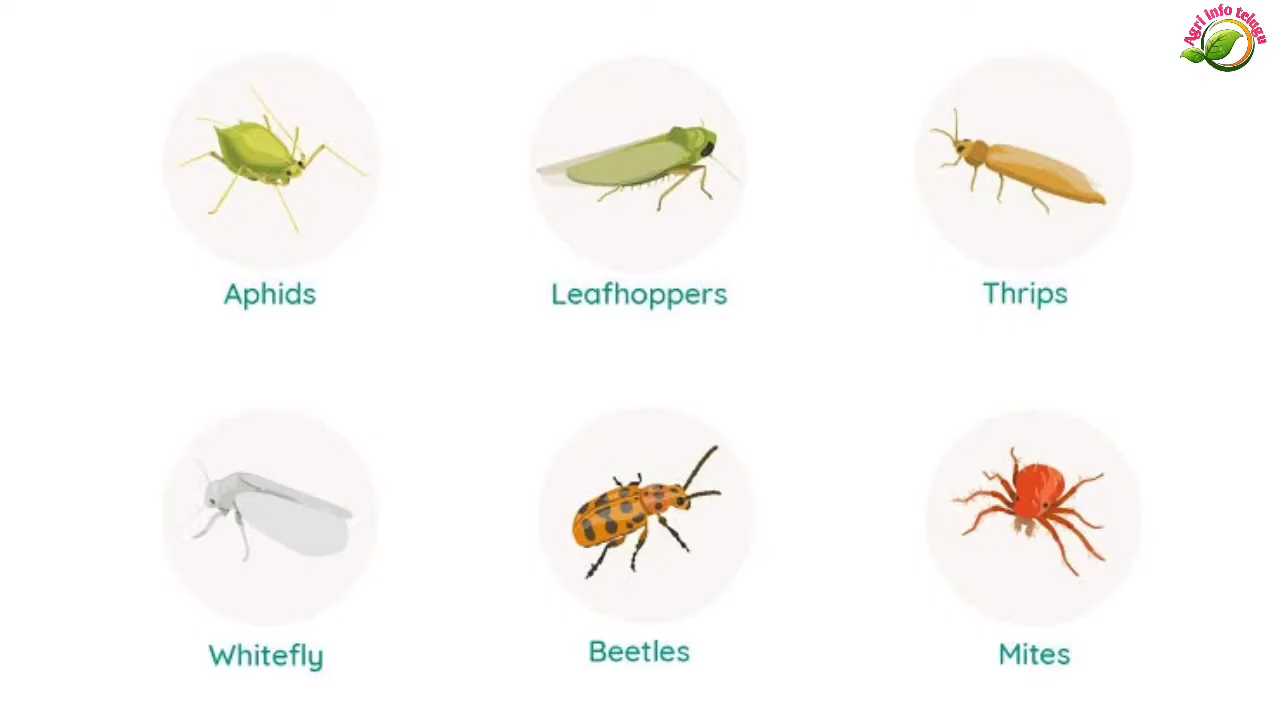 Agri info telugu
Aphids
Leafhoppers
Thrips
Whitefly
Beetles
Mites